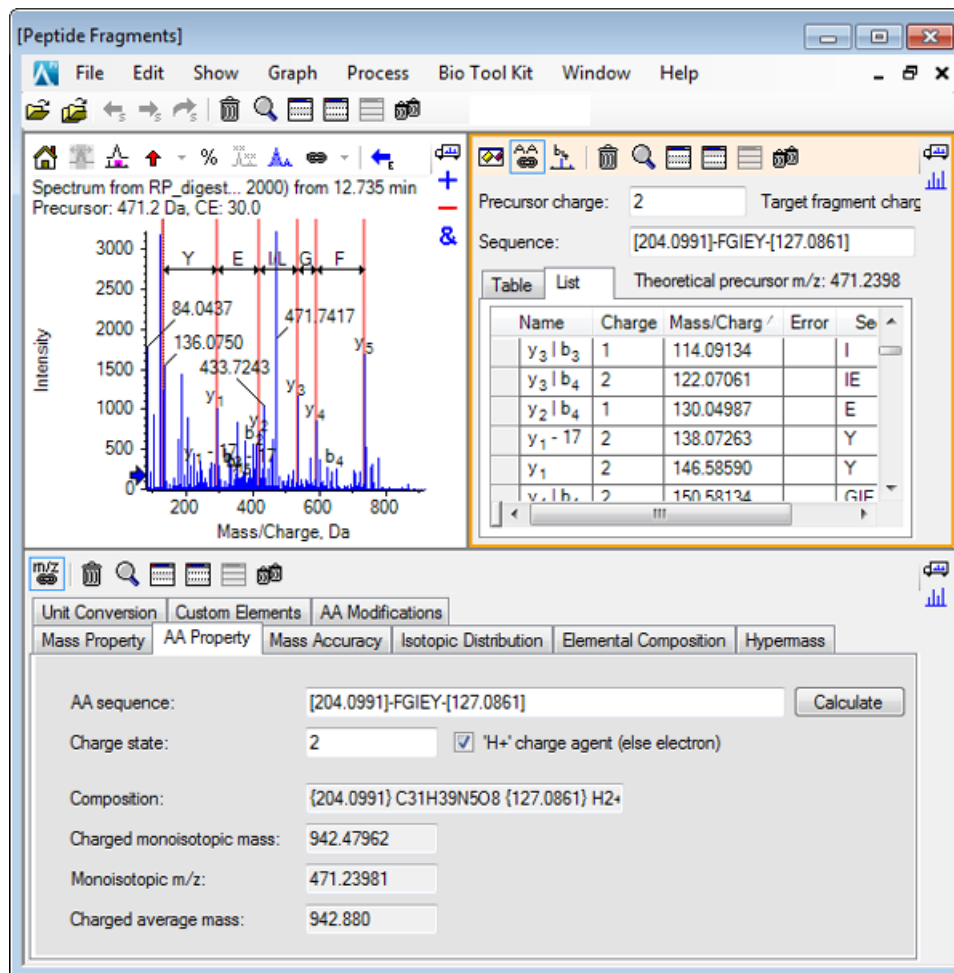 [Peptide Fragments]
File Edit Show Graph Process Bio Tool Kit Window Help
Spectrum from RP_digest... 2000) from 12.735 min
Precursor: 471.2 Da, CE: 30.0
Y E I/L G F
3000
2500
2000
1500
1000
500
0
84.0437
136.0750
471.7417
433.7243
y5
y3
y1
y4
y2
b4
Intensity
200 400 600 800
Mass/Charge, Da
Precursor charge: 2 Target fragment charg
Sequence: [204.0991]-FGIEY-[127.0861]
Table List Theoretical precursor m/z: 471.2398
Name Charge Mass/Charg Error Se
y3 | b3 1 114.09134 I
y3 | b4 2 122.07061 IE
y2 | b4 1 130.04987 E
y1 - 17 2 138.07263 Y
y1 2 146.58590 Y
2 150.58134 GIE
m/z
Unit Conversion Custom Elements AA Modifications
Mass Property AA Property Mass Accuracy Isotopic Distribution Elemental Composition Hypermass
AA sequence: [204.0991]-FGIEY-[127.0861] Calculate
Charge state: 2 'H+' charge agent (else electron)
Composition: {204.0991} C31H39N5O8 {127.0861} H2+
Charged monoisotopic mass: 942.47962
Monoisotopic m/z: 471.23981
Charged average mass: 942.880